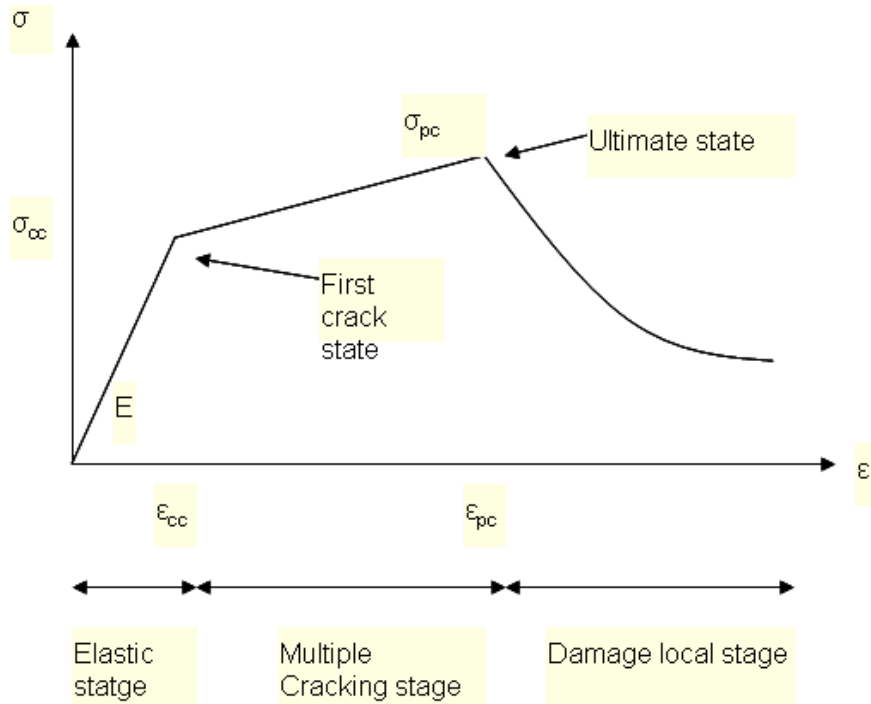 σ
σpc
Ultimate state
σcc
First
crack
state
E
ε
εcc
εpc
Elastic
statge
Multiple
Cracking stage
Damage local stage